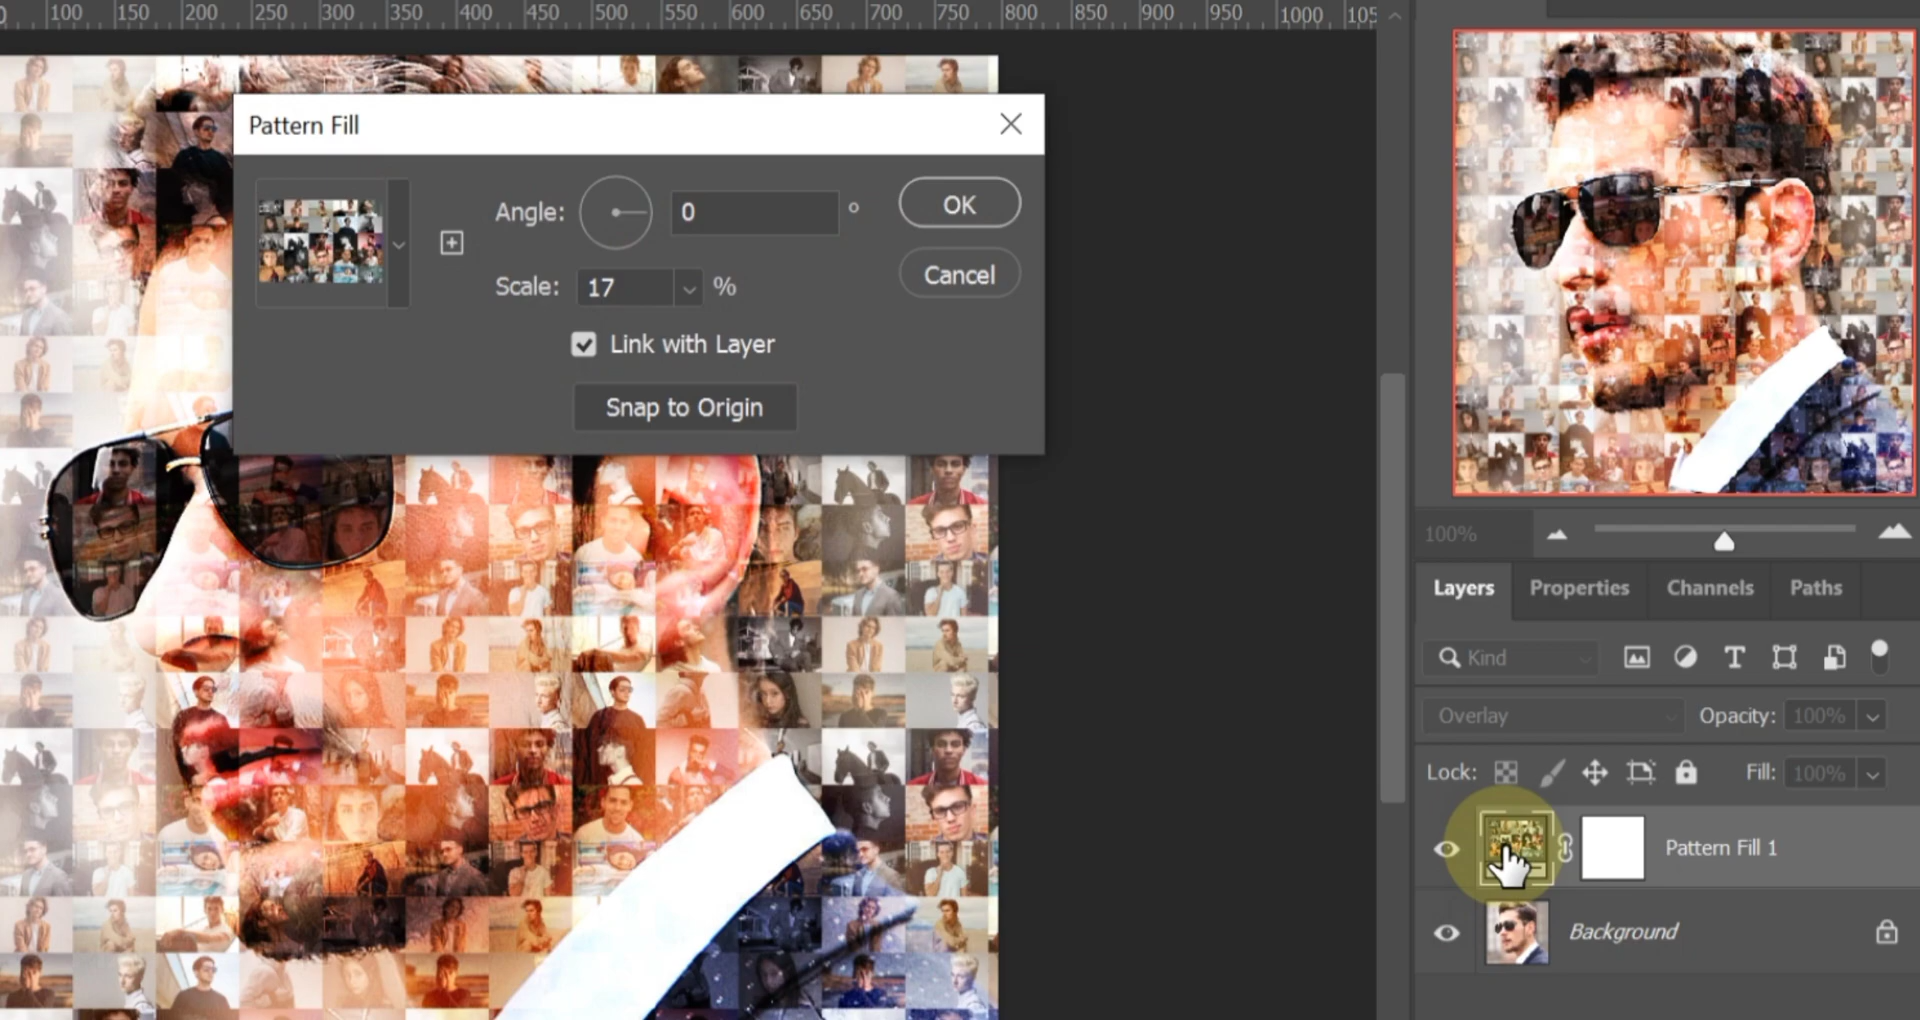 100 150 200 250 300 350 400 450 500 550 600 650 700 750 800 850 900 950 1000 105
Pattern Fill
Angle: 0 °
OK
Scale: 17 %
Cancel
Link with Layer
Snap to Origin
100%
Layers Properties Channels Paths
Kind
Overlay Opacity: 100%
Lock: Fill: 100%
Pattern Fill 1
Background